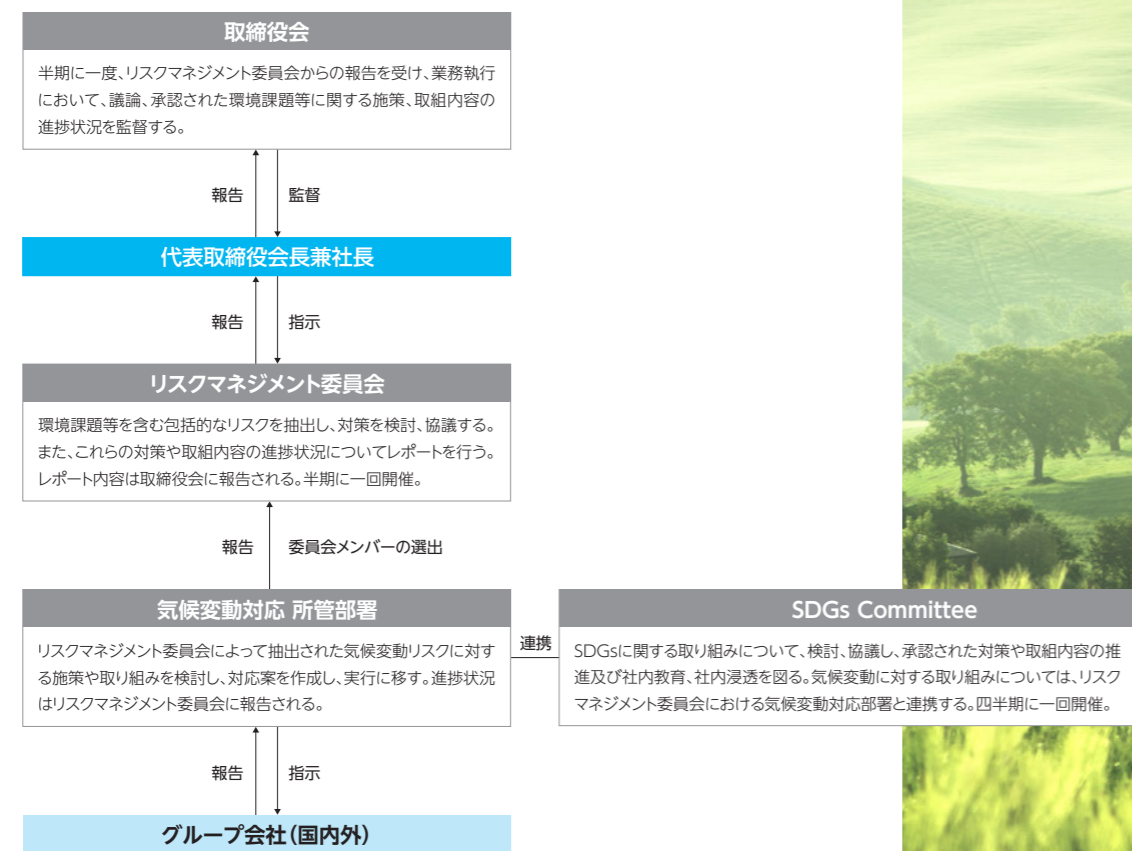 取締役会
半期に一度、リスクマネジメント委員会からの報告を受け、業務執行
において、議論、承認された環境課題等に関する施策、取組内容の
進捗状況を監督する。
報告 監督
代表取締役会長兼社長
報告 指示
リスクマネジメント委員会
環境課題等を含む包括的なリスクを抽出し、対策を検討、協議する。
また、これらの対策や取組内容の進捗状況についてレポートを行う。
レポート内容は取締役会に報告される。半期に一回開催。
報告 委員会メンバーの選出
気候変動対応 所管部署
リスクマネジメント委員会によって抽出された気候変動リスクに対す
る施策や取り組みを検討し、対応案を作成し、実行に移す。進捗状況
はリスクマネジメント委員会に報告される。
連携
SDGs Committee
SDGsに関する取り組みについて、検討、協議し、承認された対策や取組内容の推
進及び社内教育、社内浸透を図る。気候変動に対する取り組みについては、リスク
マネジメント委員会における気候変動対応部署と連携する。四半期に一回開催。
報告 指示
グループ会社(国内外)